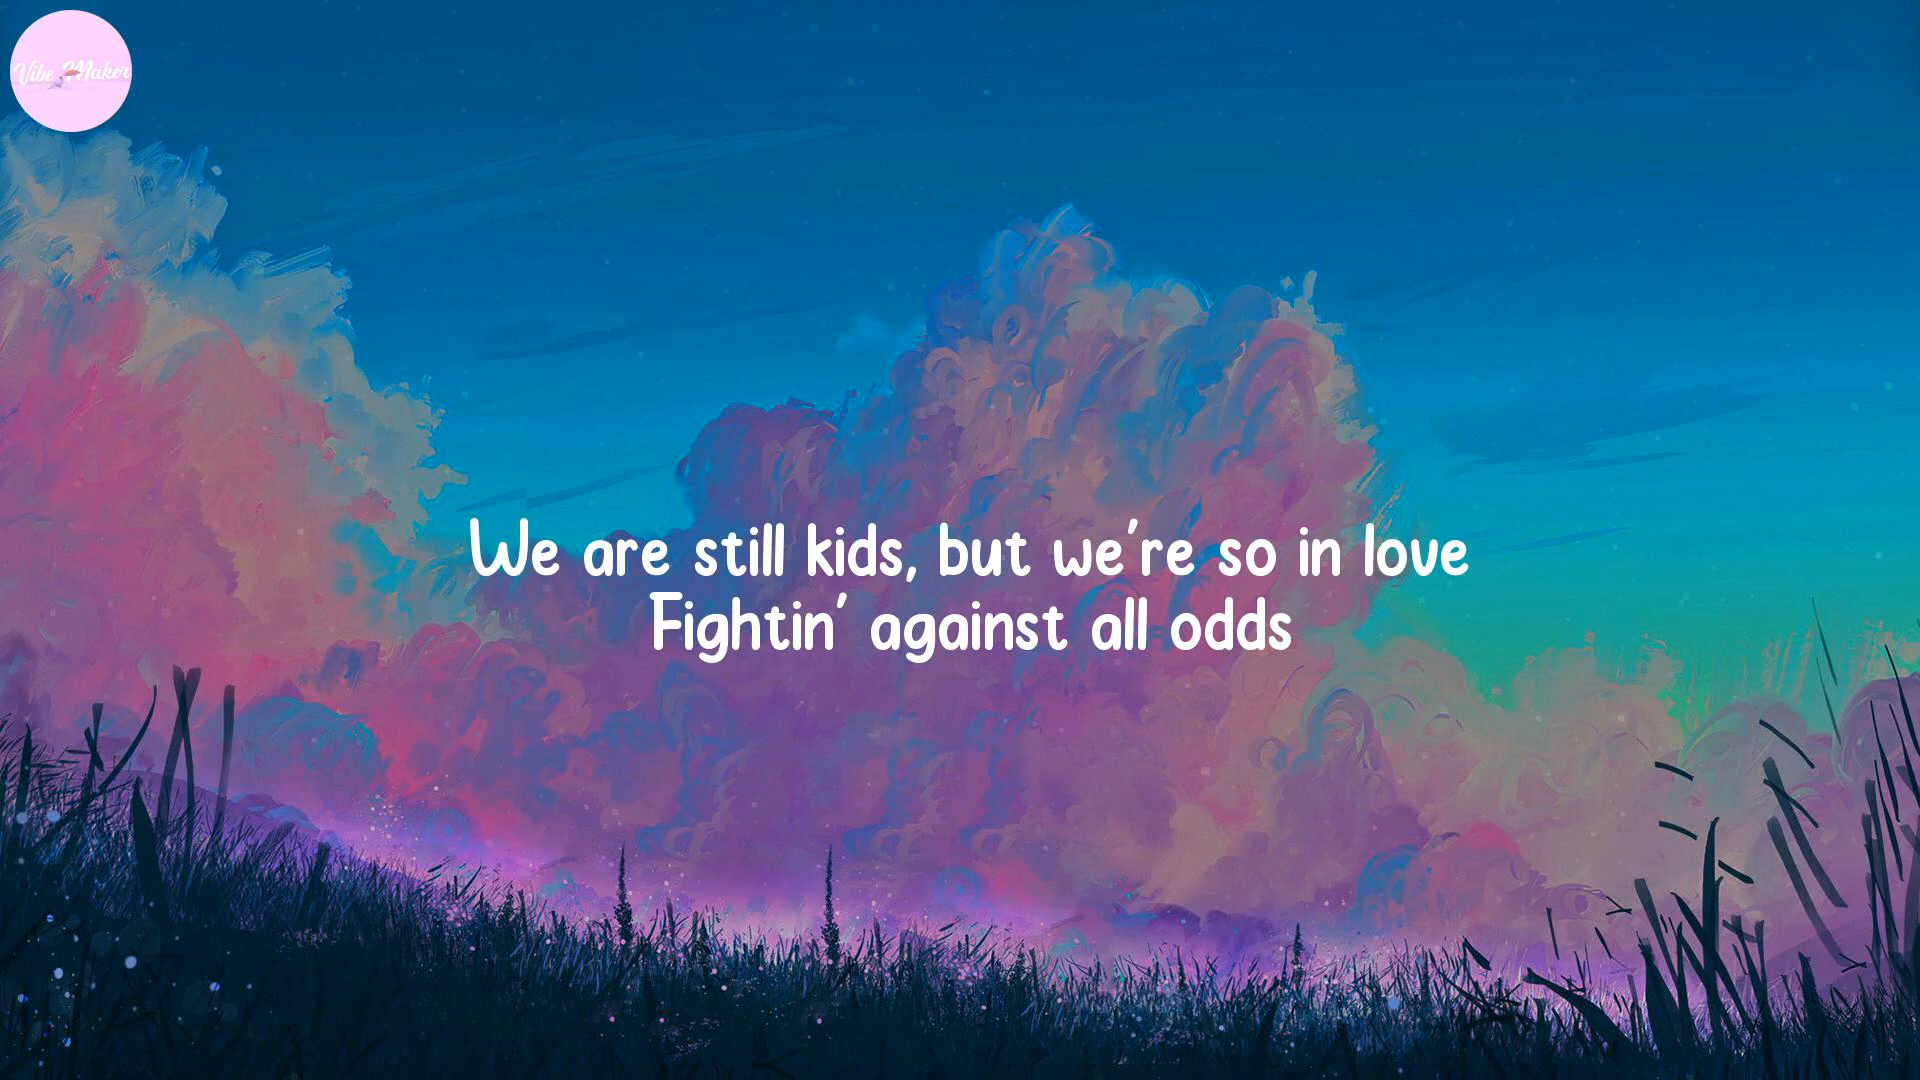 Vibe Maker
We are still kids, but we're so in love
Fightin' against all odds